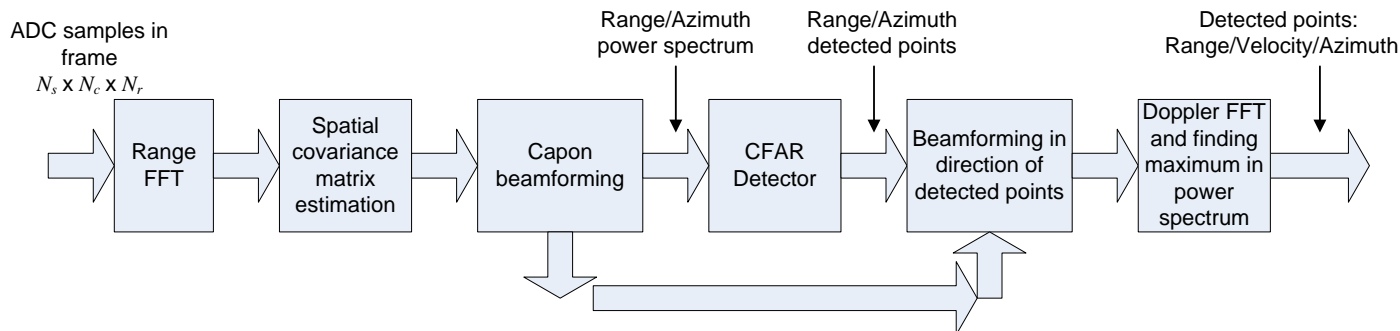 ADC samples in
frame
Ns x Nc x Nr
Range
FFT
Spatial
covariance
matrix
estimation
Capon
beamforming
Range/Azimuth
power spectrum
CFAR
Detector
Range/Azimuth
detected points
Beamforming in
direction of
detected points
Doppler FFT
and finding
maximum in
power
spectrum
Detected points:
Range/Velocity/Azimuth